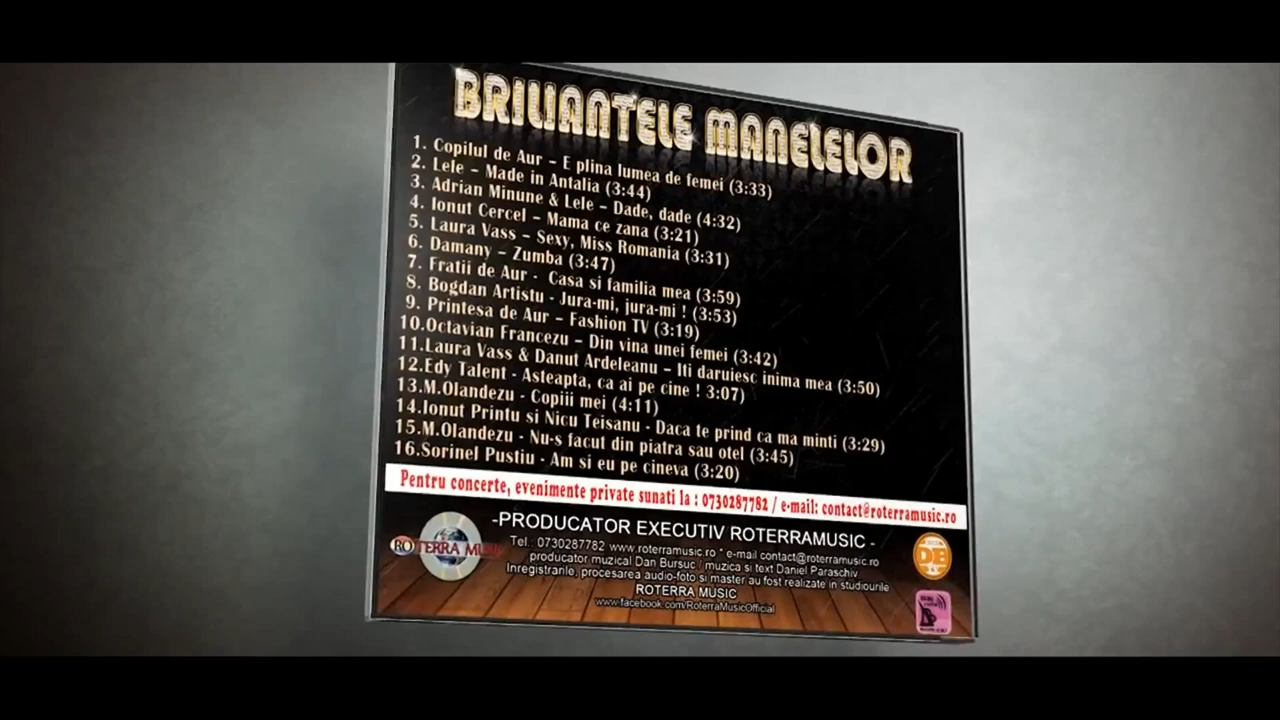 BRILIANTELE MANELELOR
1. Copilul de Aur – E plina lumea de femei (3:33)
2. Lele – Made in Antalia (3:44)
3. Adrian Minune & Lele – Dade, dade (4:32)
4. Ionut Cercel – Mama ce zana (3:21)
5. Laura Vass – Sexy, Miss Romania (3:31)
6. Damany – Zumba (3:47)
7. Fratii de Aur - Casa si familia mea (3:59)
8. Bogdan Artistu - Jura-mi, jura-mi ! (3:53)
9. Printesa de Aur – Fashion TV (3:19)
10.Octavian Francezu – Din vina unei femei (3:42)
11.Laura Vass & Danut Ardeleanu – Iti daruiesc inima mea (3:50)
12.Edy Talent - Asteapta, ca ai pe cine ! 3:07)
13.M.Olandezu - Copiii mei (4:11)
14.Ionut Printu si Nicu Teisanu - Daca te prind ca ma minti (3:29)
15.M.Olandezu - Nu-s facut din piatra sau otel (3:45)
16.Sorinel Pustiu - Am si eu pe cineva (3:20)
Pentru concerte, evenimente private sunati la : 0730287782 / e-mail: contact@roterramusic.ro
-PRODUCATOR EXECUTIV ROTERRAMUSIC -
Tel.: 0730287782 www.roterramusic.ro * e-mail contact@roterramusic.ro
producator muzical Dan Bursuc / muzica si text Daniel Paraschiv
Inregistrarile, procesarea audio-foto si master au fost realizate in studiourile
ROTERRA MUSIC
www.facebook.com/RoterraMusicOfficial
ROTERRA MUSIC
DB